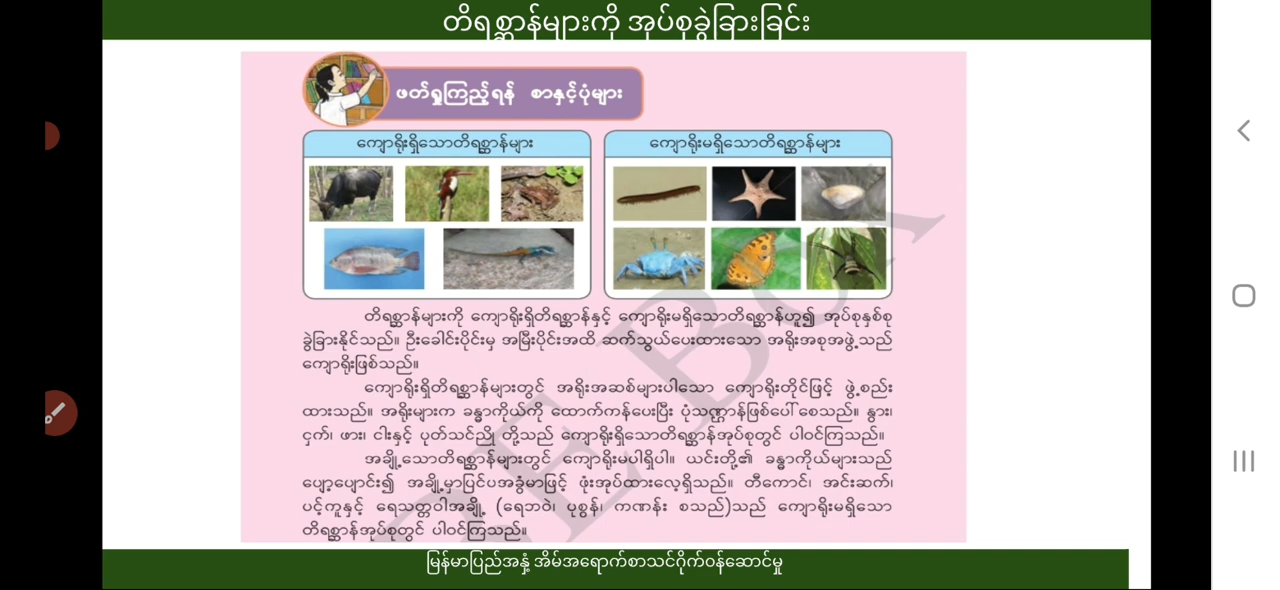 တိရစ္ဆာန်များကို အုပ်စုခွဲခြားခြင်း
ဖတ်ရှုကြည့်ရန် စာနှင့်ပုံများ
ကျောရိုးရှိသောတိရစ္ဆာန်များ
ကျောရိုးမရှိသောတိရစ္ဆာန်များ
တိရစ္ဆာန်များကို ကျောရိုးရှိတိရစ္ဆာန်နှင့် ကျောရိုးမရှိသောတိရစ္ဆာန်ဟူ၍ အုပ်စုနှစ်စု
ခွဲခြားနိုင်သည်။ ဦးခေါင်းပိုင်းမှ အမြီးပိုင်းအထိ ဆက်သွယ်ပေးထားသော အရိုးအစုအဖွဲ့သည်
ကျောရိုးဖြစ်သည်။
ကျောရိုးရှိတိရစ္ဆာန်များတွင် အရိုးအဆစ်များပါသော ကျောရိုးတိုင်ဖြင့် ဖွဲ့စည်း
ထားသည်။ အရိုးများက ခန္ဓာကိုယ်ကို ထောက်ကန်ပေးပြီး ပုံသဏ္ဌာန်ဖြစ်ပေါ်စေသည်။ နွား၊
ငှက်၊ ဖား၊ ငါးနှင့် ပုတ်သင်ညို တို့သည် ကျောရိုးရှိသောတိရစ္ဆာန်အုပ်စုတွင် ပါဝင်ကြသည်။
အချို့သောတိရစ္ဆာန်များတွင် ကျောရိုးမပါရှိပါ။ ယင်းတို့၏ ခန္ဓာကိုယ်များသည်
ပျော့ပျောင်း၍ အချို့မှာပြင်ပအခွံမာဖြင့် ဖုံးအုပ်ထားလေ့ရှိသည်။ တီကောင်၊ အင်းဆက်၊
ပင့်ကူနှင့် ရေသတ္တဝါအချို့ (ရေဘဝဲ၊ ပုစွန်၊ ကဏန်း စသည်)သည် ကျောရိုးမရှိသော
တိရစ္ဆာန်အုပ်စုတွင် ပါဝင်ကြသည်။
မြန်မာပြည်အနှံ့ အိမ်အရောက်စာသင်ဂိုက်ဝန်ဆောင်မှု